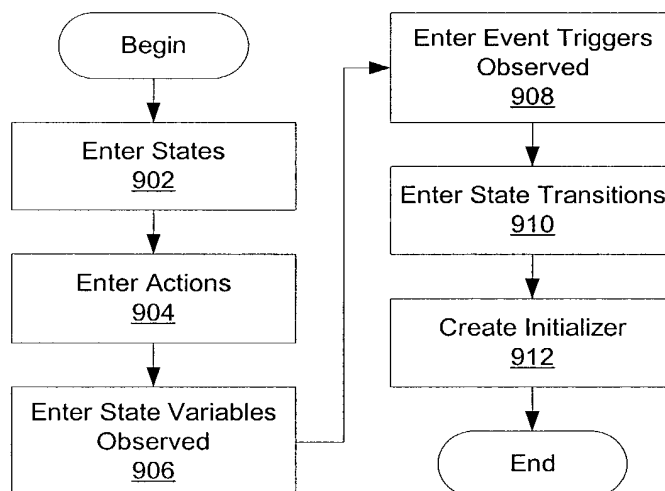 Begin
Enter States
902
Enter Actions
904
Enter State Variables
Observed
906
Enter Event Triggers
Observed
908
Enter State Transitions
910
Create Initializer
912
End